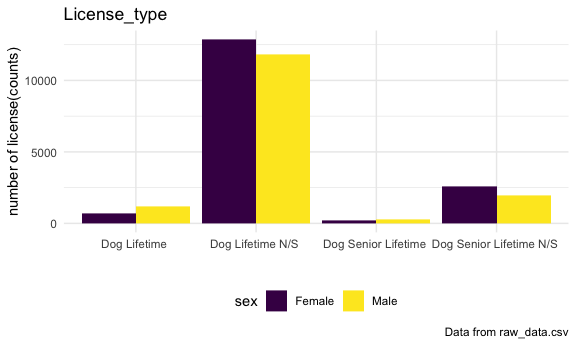 License_type
number of license(counts)
10000
5000
0
Dog Lifetime
Dog Lifetime N/S
Dog Senior Lifetime
Dog Senior Lifetime N/S
sex
Female
Male
Data from raw_data.csv